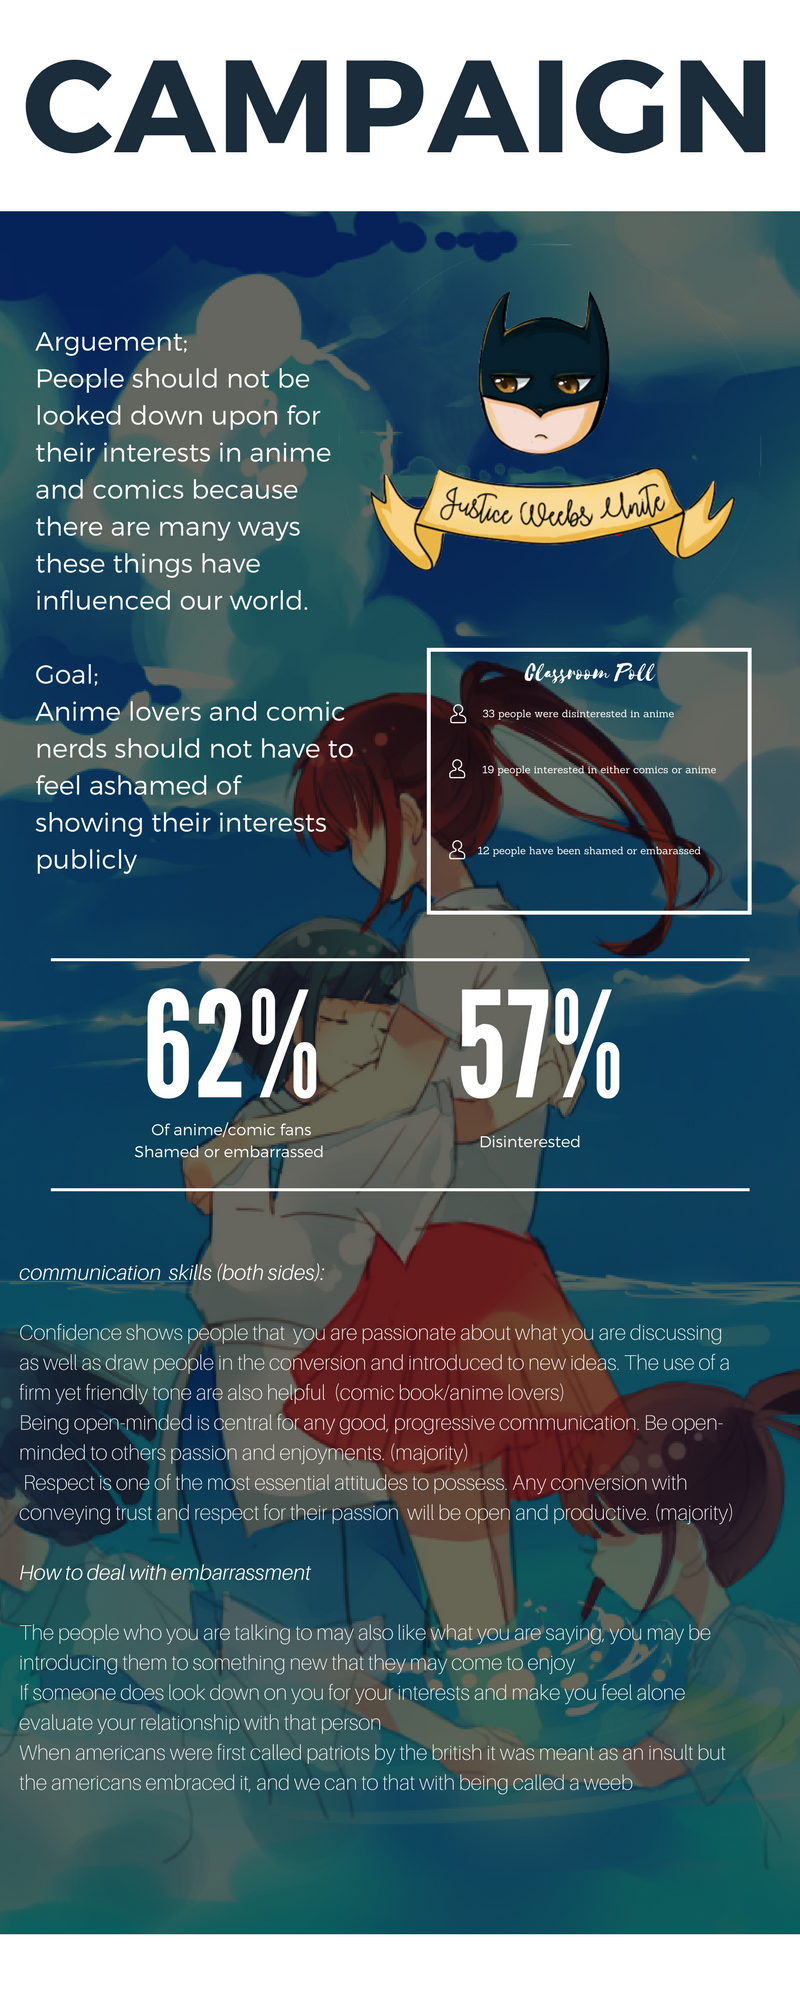 CAMPAIGN
Arguement;
People should not be
looked down upon for
their interests in anime
and comics because
there are many ways
these things have
influenced our world.
Justice Weebs Unite
Goal;
Anime lovers and comic
nerds should not have to
feel ashamed of
showing their interests
publicly
Classroom Poll
33 people were disinterested in anime
19 people interested in either comics or anime
12 people have been shamed or embarassed
62%
Of anime/comic fans
Shamed or embarrassed
57%
Disinterested
communication skills (both sides):
Confidence shows people that you are passionate about what you are discussing
as well as draw people in the conversion and introduced to new ideas. The use of a
firm yet friendly tone are also helpful (comic book/anime lovers)
Being open-minded is central for any good, progressive communication. Be open-
minded to others passion and enjoyments. (majority)
Respect is one of the most essential attitudes to possess. Any conversion with
conveying trust and respect for their passion will be open and productive. (majority)
How to deal with embarrassment
The people who you are talking to may also like what you are saying, you may be
introducing them to something new that they may come to enjoy
If someone does look down on you for your interests and make you feel alone
evaluate your relationship with that person
When americans were first called patriots by the british it was meant as an insult but
the americans embraced it, and we can to that with being called a weeb